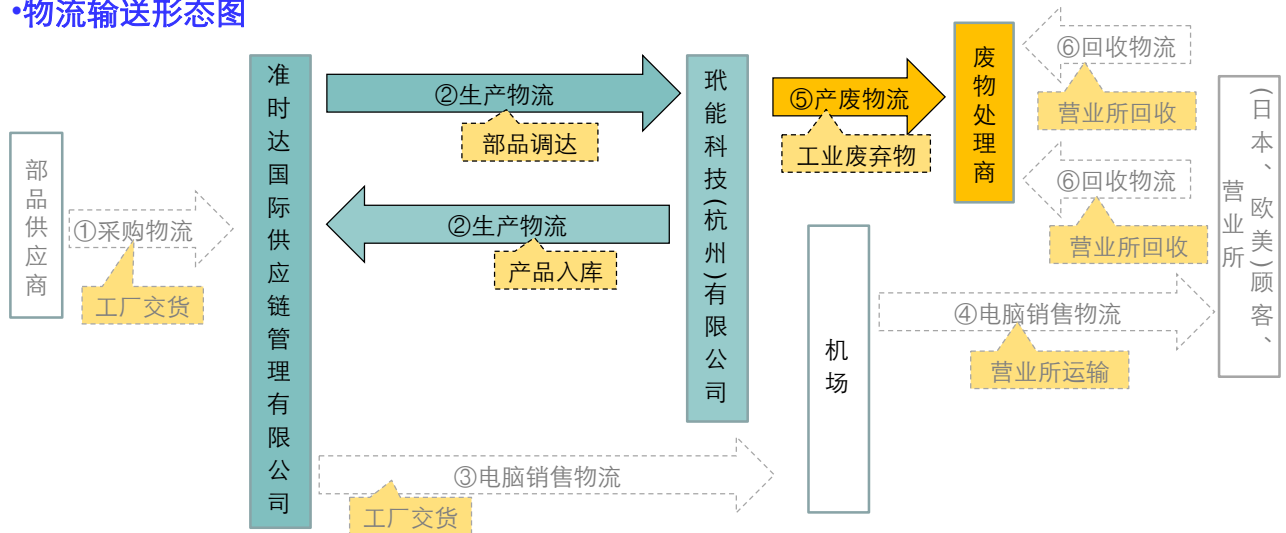 •物流输送形态图
部品供应商
①采购物流
工厂交货
准时达国际供应链管理有限公司
②生产物流
部品调达
②生产物流
产品入库
③电脑销售物流
工厂交货
玳能科技(杭州)有限公司
⑤产废物流
工业废弃物
废物处理商
机场
⑥回收物流
营业所回收
⑥回收物流
营业所回收
④电脑销售物流
营业所运输
(日本、欧美)顾客、
营业所